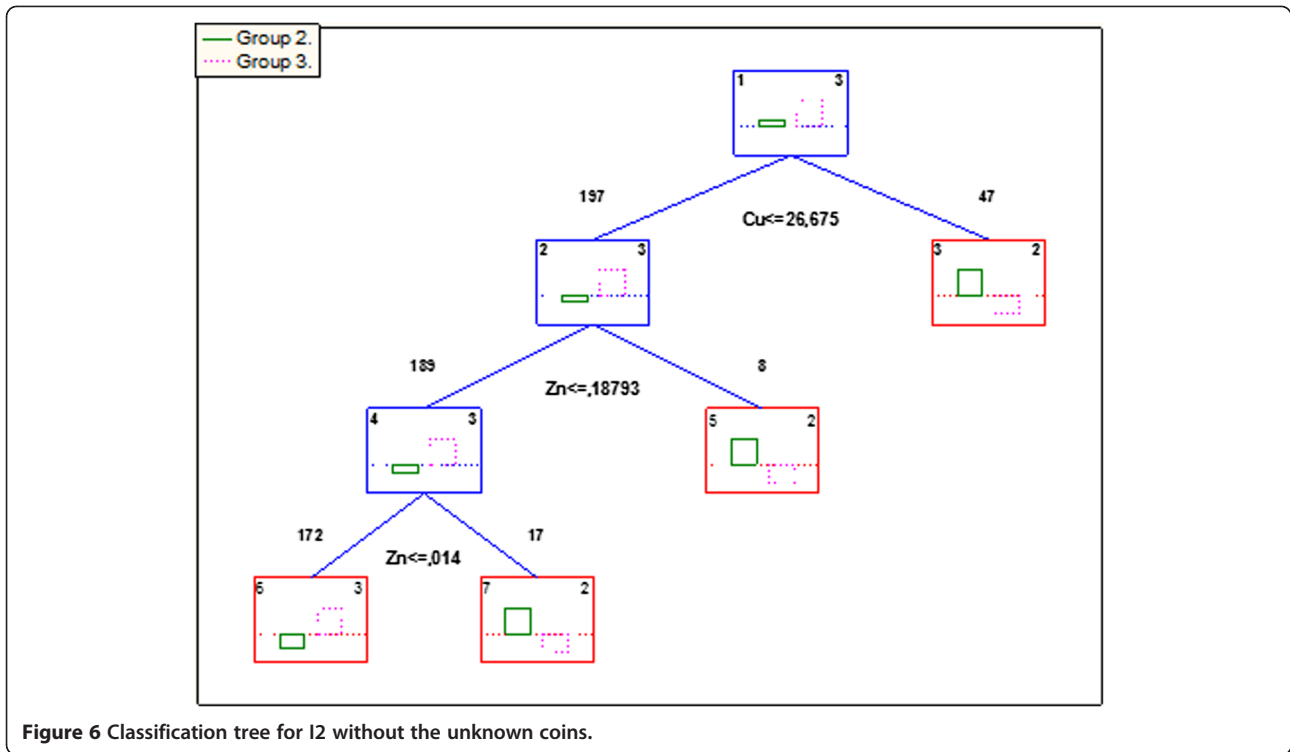 Group 2.
Group 3.
1 3
197
47
Cu<=26,675
2 3
3 2
189
8
Zn<=,18793
4 3
5 2
172
17
Zn<=,014
6 3
7 2
Figure 6 Classification tree for I2 without the unknown coins.